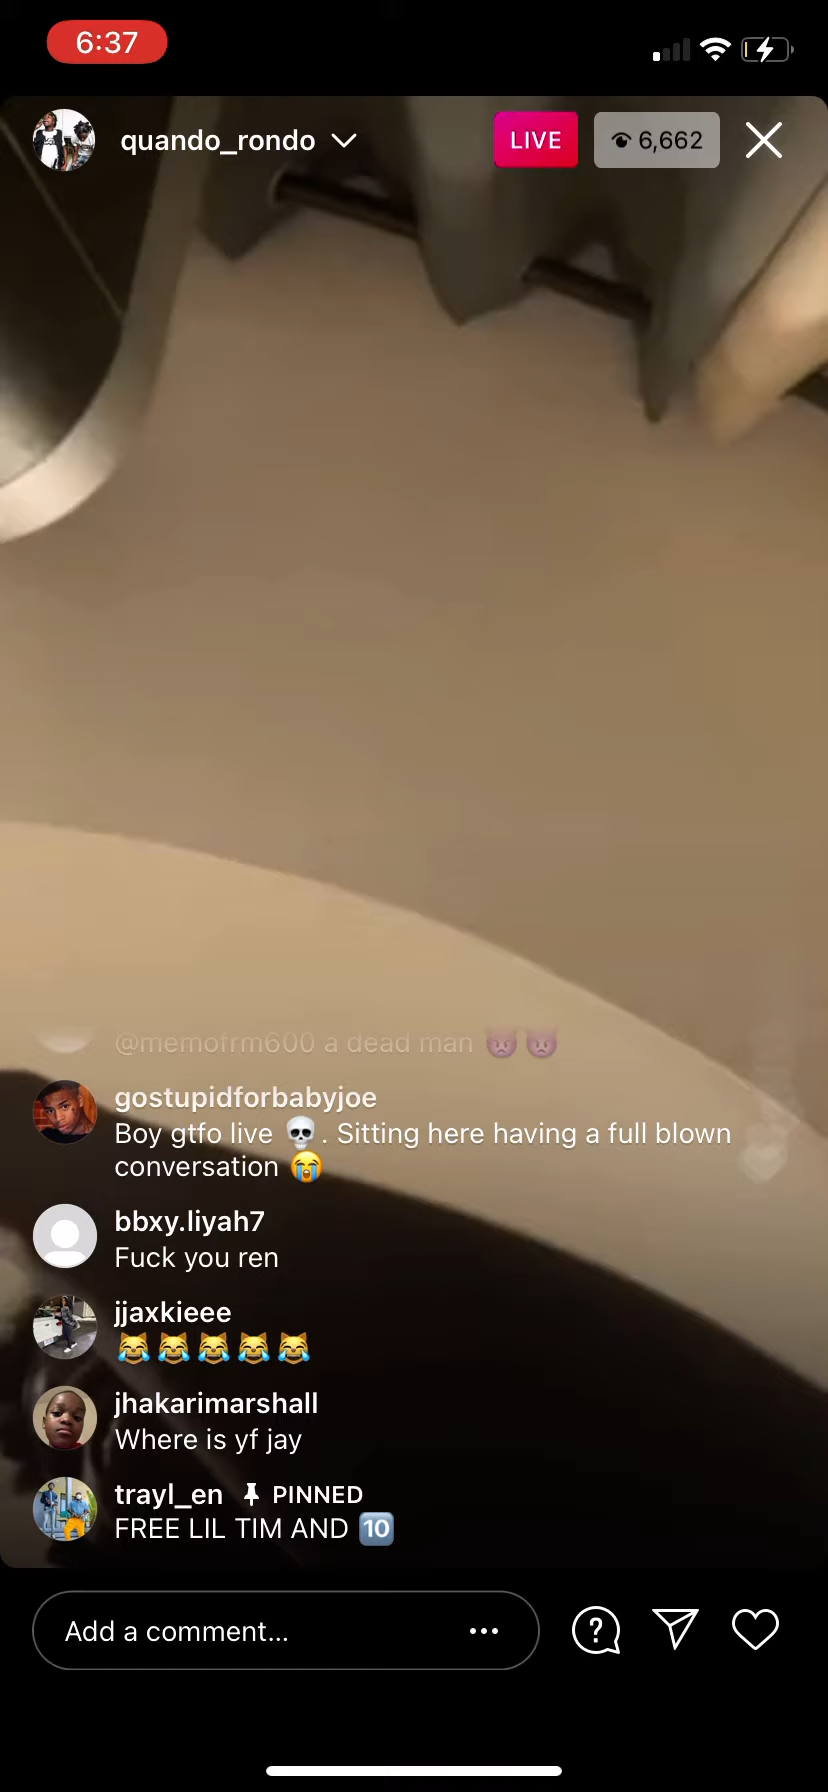 6:37
quando_rondo
LIVE
6,662
@memofrm600 a dead man 👿 👿
gostupidforbabyjoe
Boy gtfo live 💀. Sitting here having a full blown
conversation 😭
bbxy.liyah7
Fuck you ren
jjaxkieee
😹😹😹😹😹
jhakarimarshall
Where is yf jay
trayl_en PINNED
FREE LIL TIM AND 🔟
Add a comment...